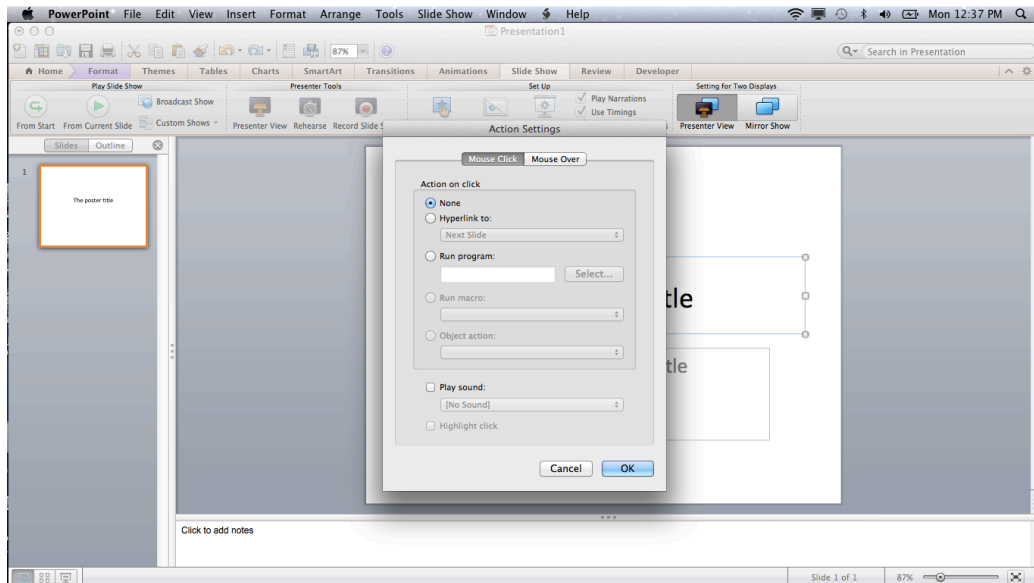 PowerPoint File Edit View Insert Format Arrange Tools Slide Show Window Help Mon 12:37 PM
Presentation1
87% Search in Presentation
Home Format Themes Tables Charts SmartArt Transitions Animations Slide Show Review Developer
Play Slide Show Presenter Tools Set Up Setting for Two Displays
Broadcast Show Play Narrations
Custom Shows Use Timings
From Start From Current Slide Presenter View Rehearse Record Slide Presenter View Mirror Show
Slides Outline
1
The poster title
Action Settings
Mouse Click Mouse Over
Action on click
None
Hyperlink to:
Next Slide
Run program:
Select...
Run macro:
Object action:
Play sound:
[No Sound]
Highlight click
Cancel OK
tle
tle
Click to add notes
Slide 1 of 1 87%